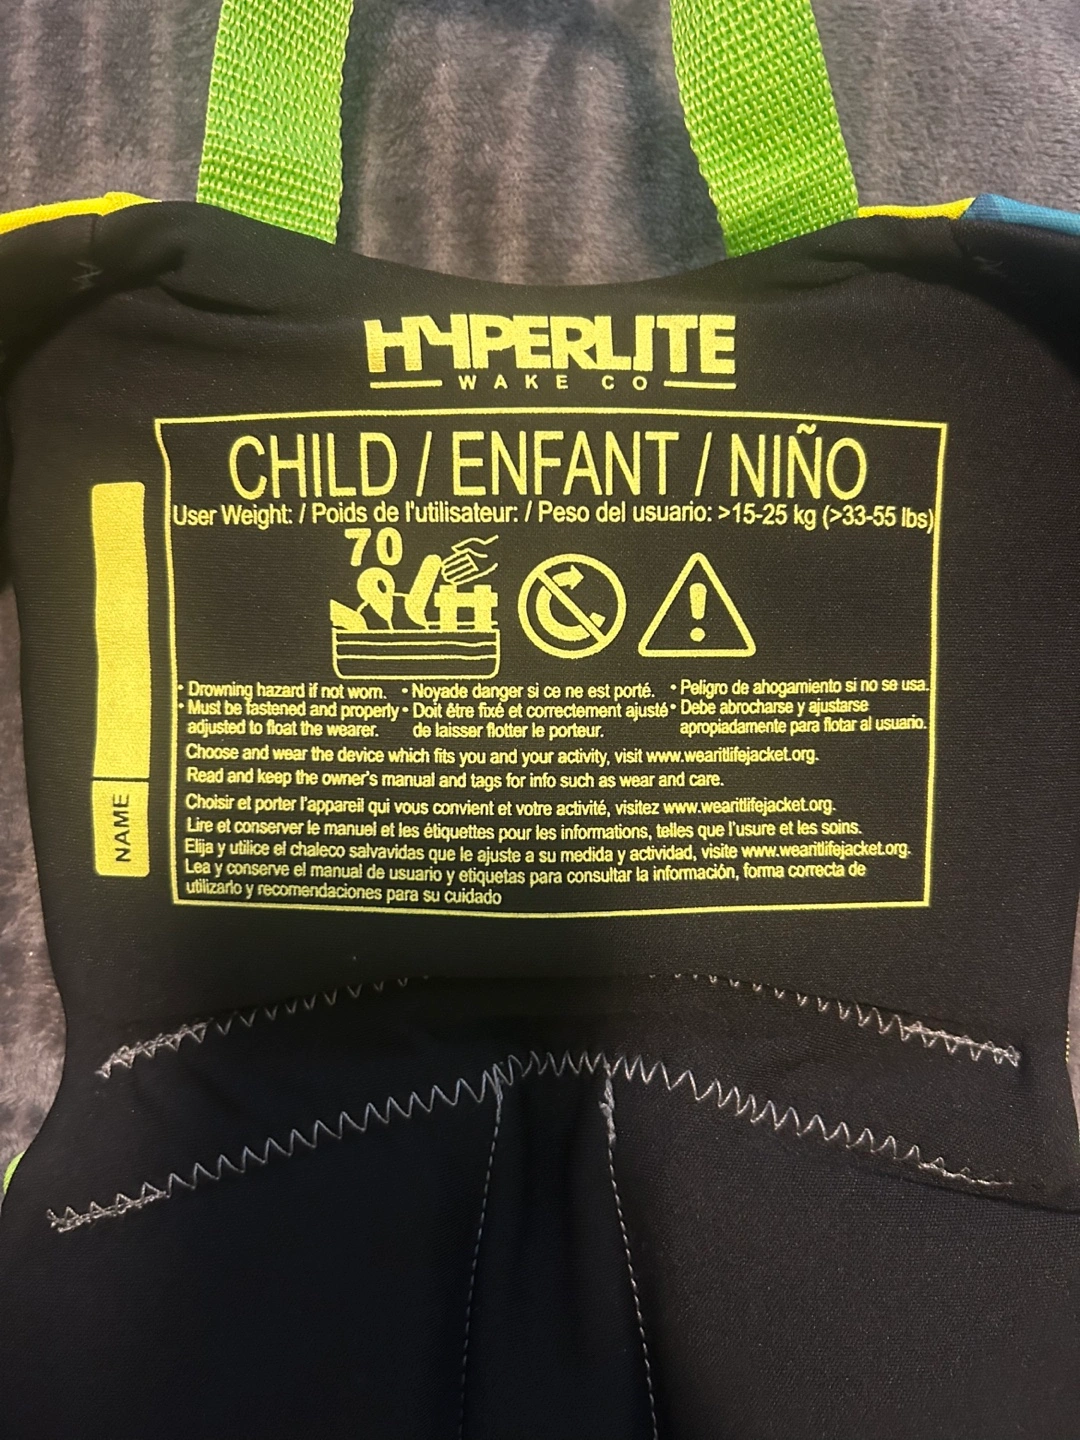 HYPERLITE
WAKE CO
CHILD / ENFANT / NIÑO
User Weight: / Poids de l'utilisateur: / Peso del usuario: >15-25 kg (>33-55 lbs)
70
• Drowning hazard if not worn.
• Must be fastened and properly
adjusted to float the wearer.
• Noyade danger si ce ne est porté.
• Doit être fixé et correctement ajusté
de laisser flotter le porteur.
• Peligro de ahogamiento si no se usa.
• Debe abrocharse y ajustarse
apropiadamente para flotar al usuario.
Choose and wear the device which fits you and your activity, visit www.wearitlifejacket.org.
Read and keep the owner's manual and tags for info such as wear and care.
Choisir et porter l'appareil qui vous convient et votre activité, visitez www.wearitlifejacket.org.
Lire et conserver le manuel et les étiquettes pour les informations, telles que l'usure et les soins.
Elija y utilice el chaleco salvavidas que le ajuste a su medida y actividad, visite www.wearitlifejacket.org.
Lea y conserve el manual de usuario y etiquetas para consultar la información, forma correcta de
utilizarlo y recomendaciones para su cuidado
NAME